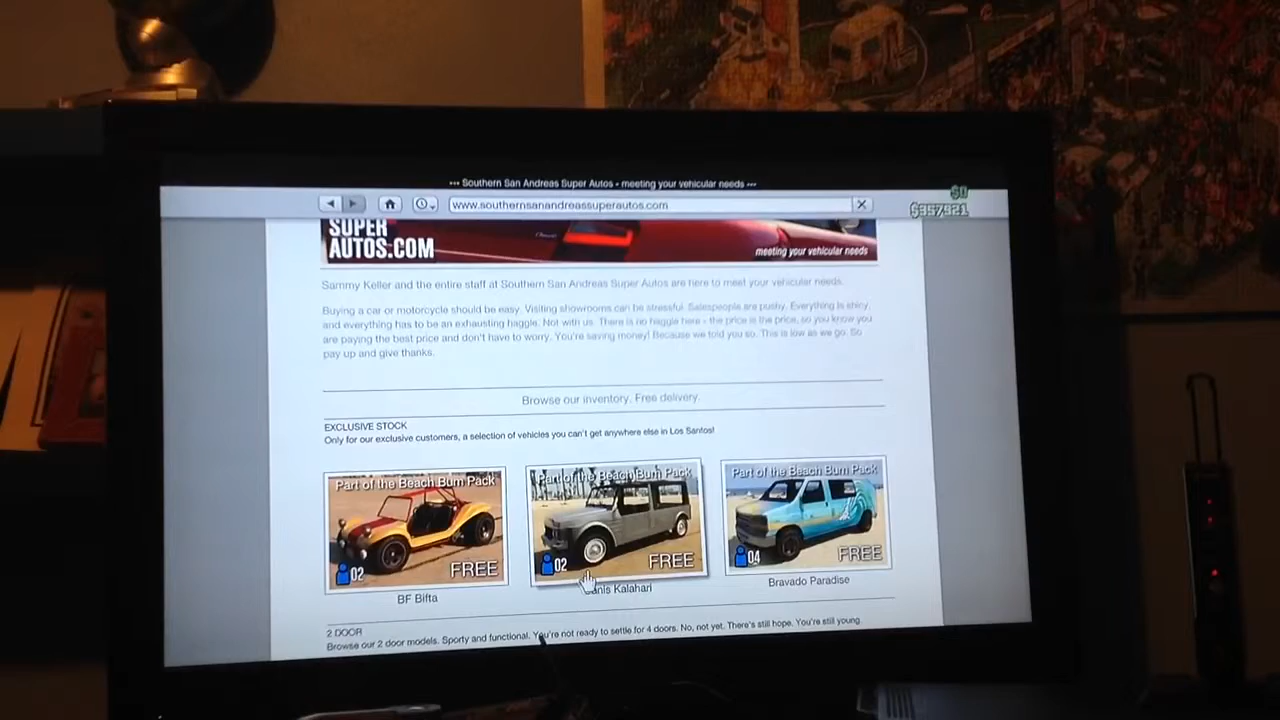 --- Southern San Andreas Super Autos - meeting your vehicular needs ---
$0
www.southernsanandreassuperautos.com
$357,921
SUPER
AUTOS.COM
meeting your vehicular needs
Sammy Keller and the entire staff at Southern San Andreas Super Autos are here to meet your vehicular needs.
Buying a car or motorcycle should be easy. Visiting showrooms can be stressful. Salespeople are pushy. Everything is shiny,
and everything has to be an exhausting haggle. Not with us. There is no haggle here - the price is the price, so you know you
are paying the best price and don't have to worry. You're saving money! Because we told you so. This is low as we go. So
pay up and give thanks.
Browse our inventory. Free delivery.
EXCLUSIVE STOCK
Only for our exclusive customers, a selection of vehicles you can't get anywhere else in Los Santos!
Part of the Beach Bum Pack
02
FREE
BF Bifta
Part of the Beach Bum Pack
02
FREE
Kalahari
Part of the Beach Bum Pack
04
FREE
Bravado Paradise
2 DOOR
Browse our 2 door models. Sporty and functional. You're not ready to settle for 4 doors. No, not yet. There's still hope. You're still young